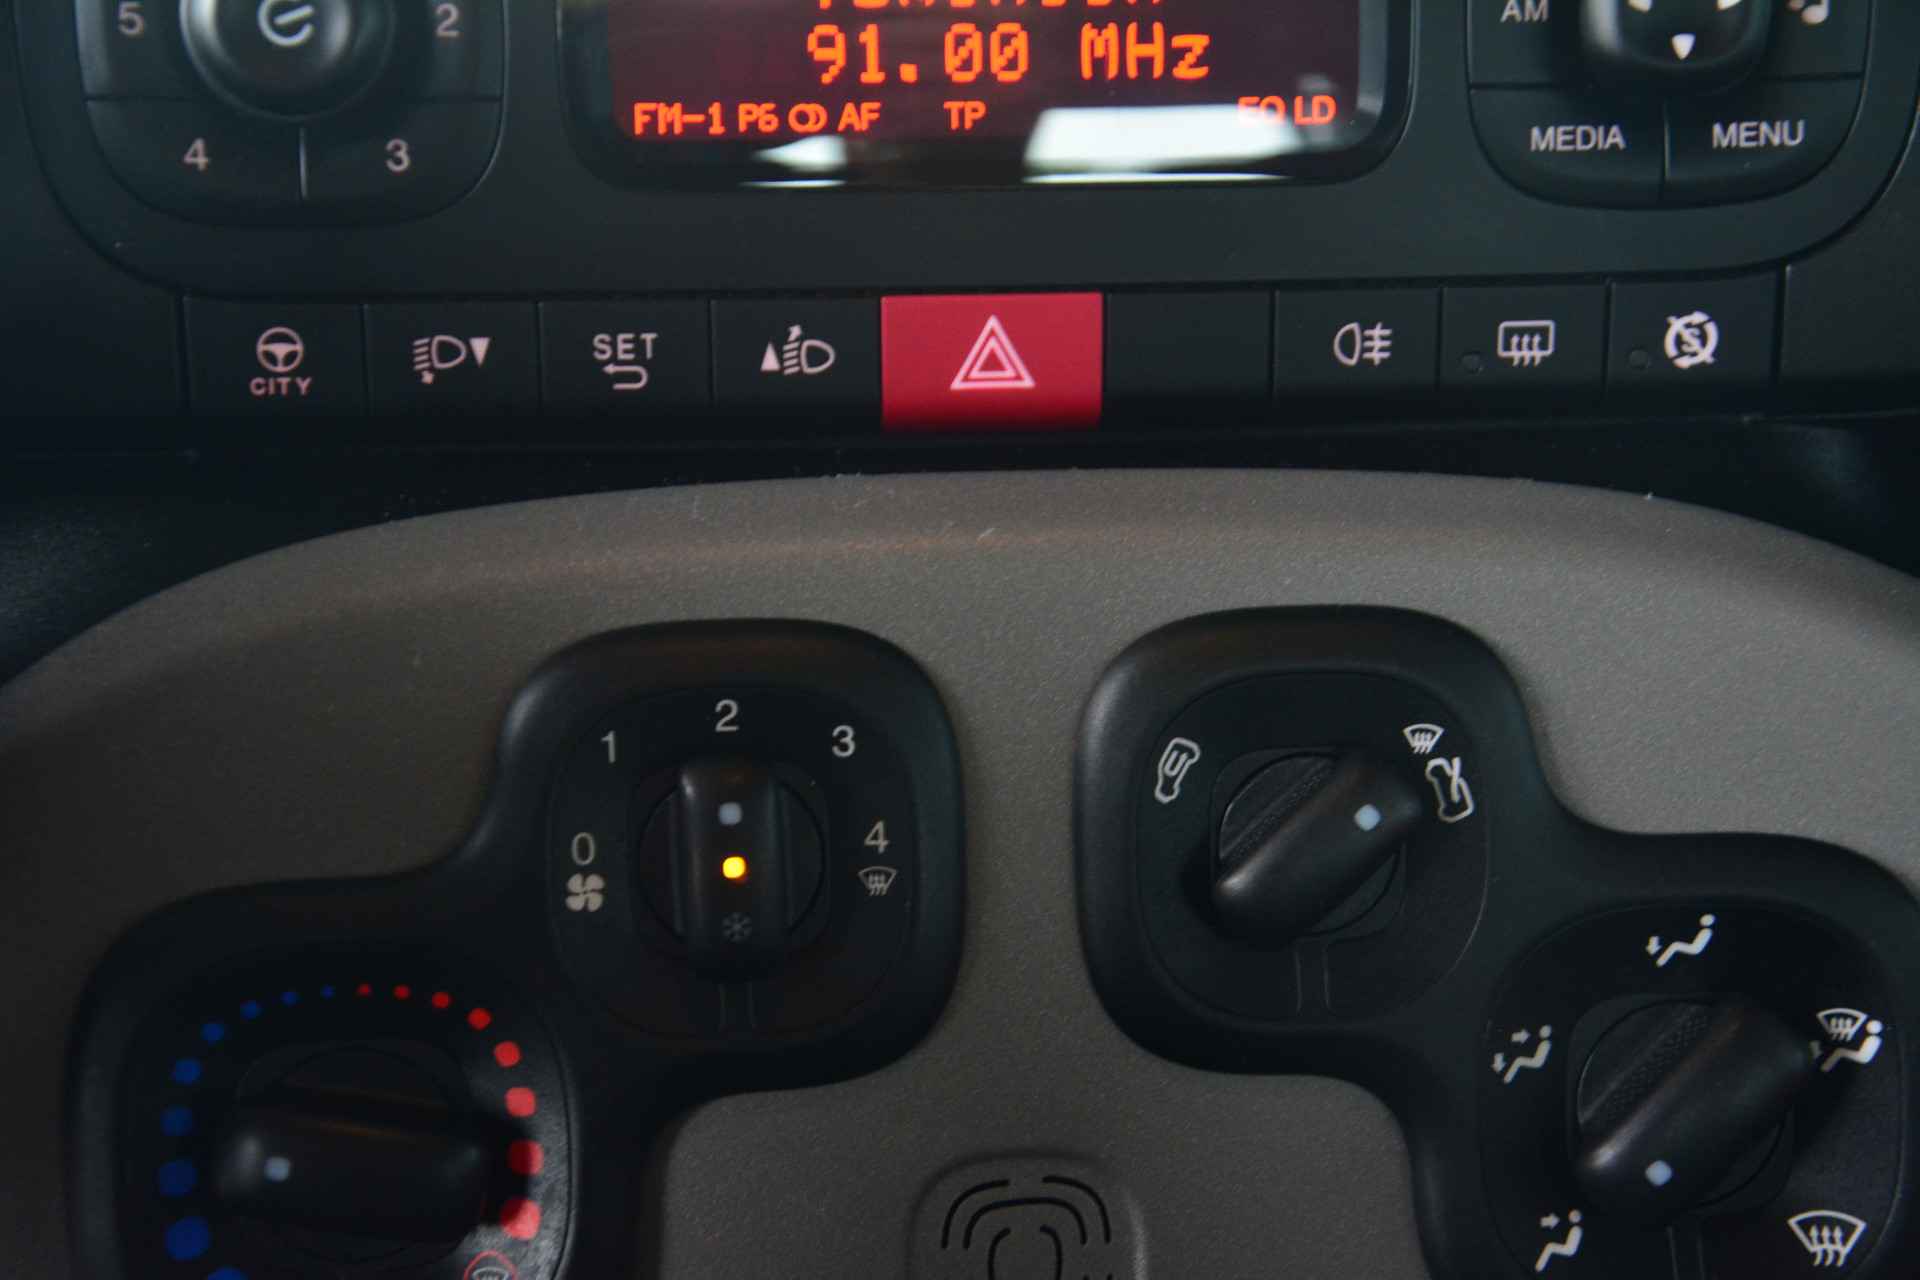 5
2
4
3
91.00 MHz
FM-1 P6 AF TP EQ LD
AM
MEDIA
MENU
CITY
SET
S
0
1
2
3
4